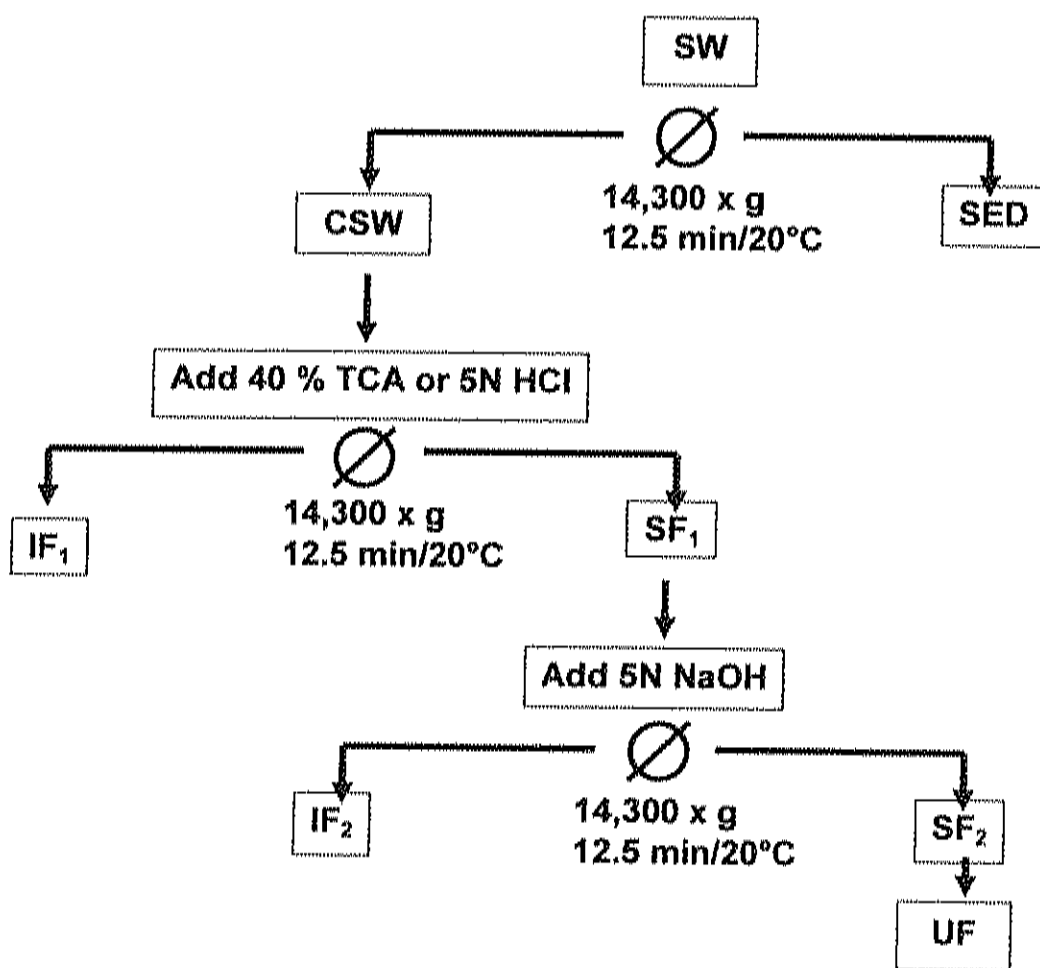 SW
14,300 x g
12.5 min/20°C
CSW
SED
Add 40 % TCA or 5N HCl
14,300 x g
12.5 min/20°C
IF₁
SF₁
Add 5N NaOH
14,300 x g
12.5 min/20°C
IF₂
SF₂
UF